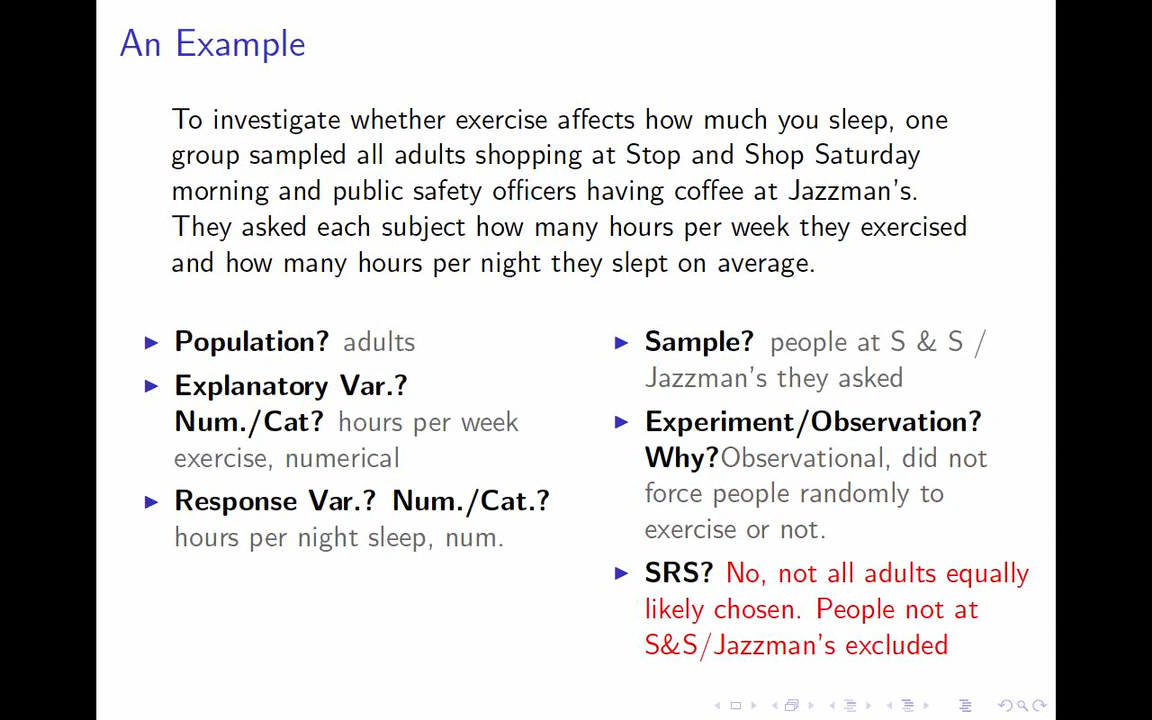 An Example
To investigate whether exercise affects how much you sleep, one
group sampled all adults shopping at Stop and Shop Saturday
morning and public safety officers having coffee at Jazzman's.
They asked each subject how many hours per week they exercised
and how many hours per night they slept on average.
Population? adults
Explanatory Var.?
Num./Cat? hours per week
exercise, numerical
Response Var.? Num./Cat.?
hours per night sleep, num.
Sample? people at S & S /
Jazzman's they asked
Experiment/Observation?
Why?Observational, did not
force people randomly to
exercise or not.
SRS? No, not all adults equally
likely chosen. People not at
S&S/Jazzman's excluded